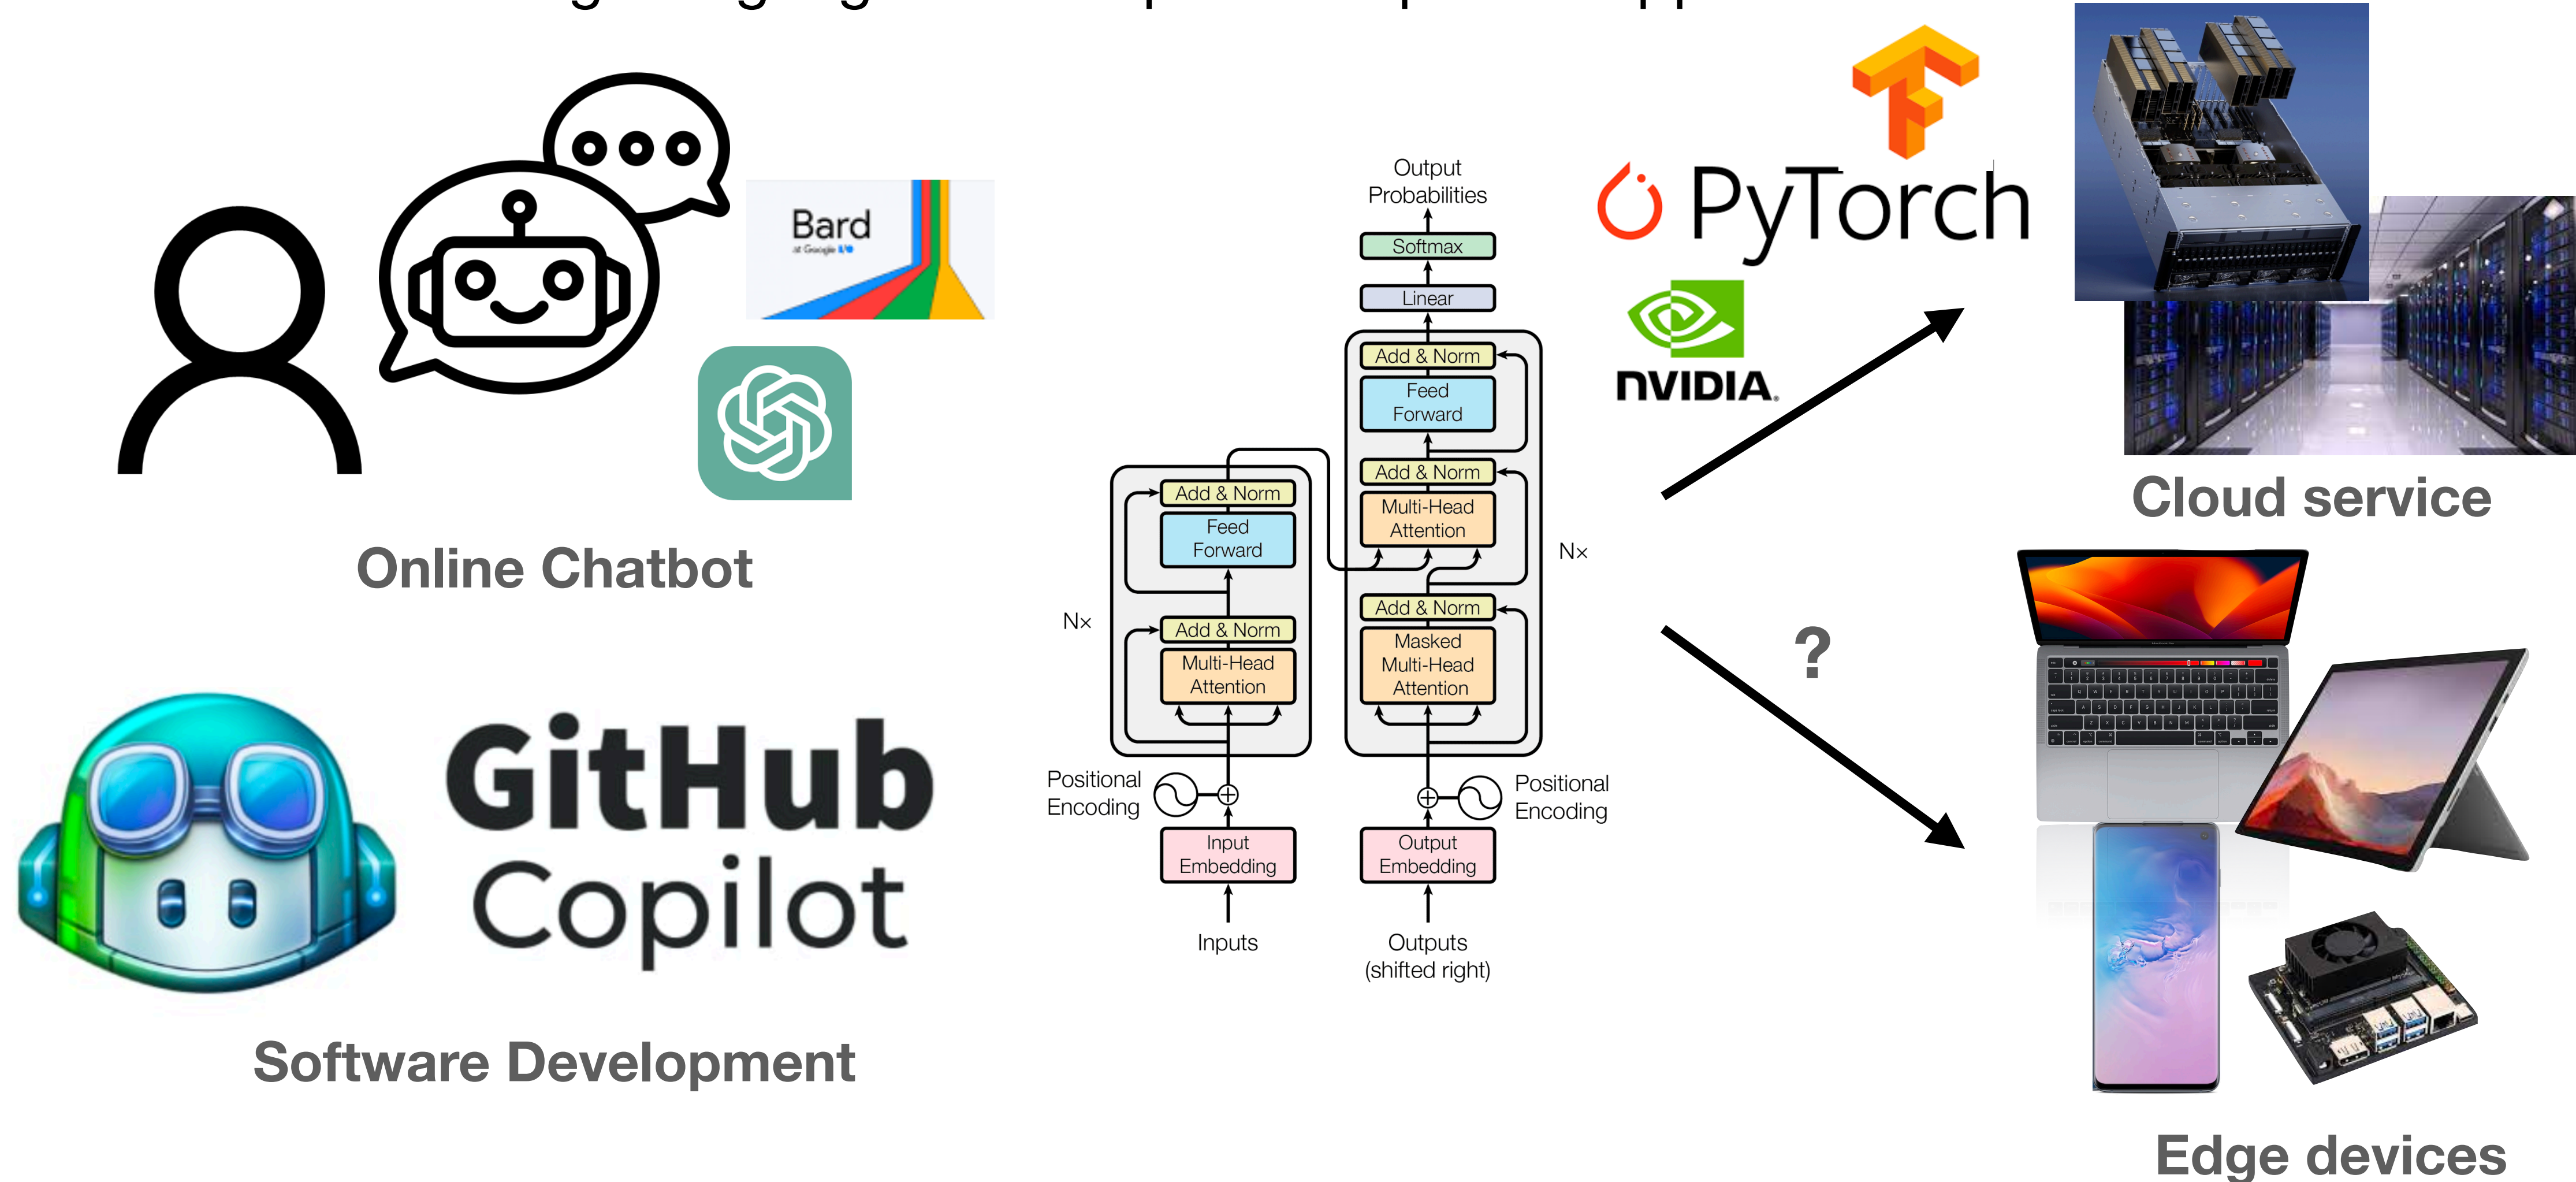 Bard
at Google I/O
Online Chatbot
GitHub
Copilot
Software Development
Output
Probabilities
Softmax
Linear
Add & Norm
Feed
Forward
Add & Norm
Multi-Head
Attention
Add & Norm
Masked
Multi-Head
Attention
Nx
Add & Norm
Feed
Forward
Add & Norm
Multi-Head
Attention
Nx
Positional
Encoding
Positional
Encoding
Input
Embedding
Output
Embedding
Inputs
Outputs
(shifted right)
PyTorch
NVIDIA.
?
Cloud service
Edge devices